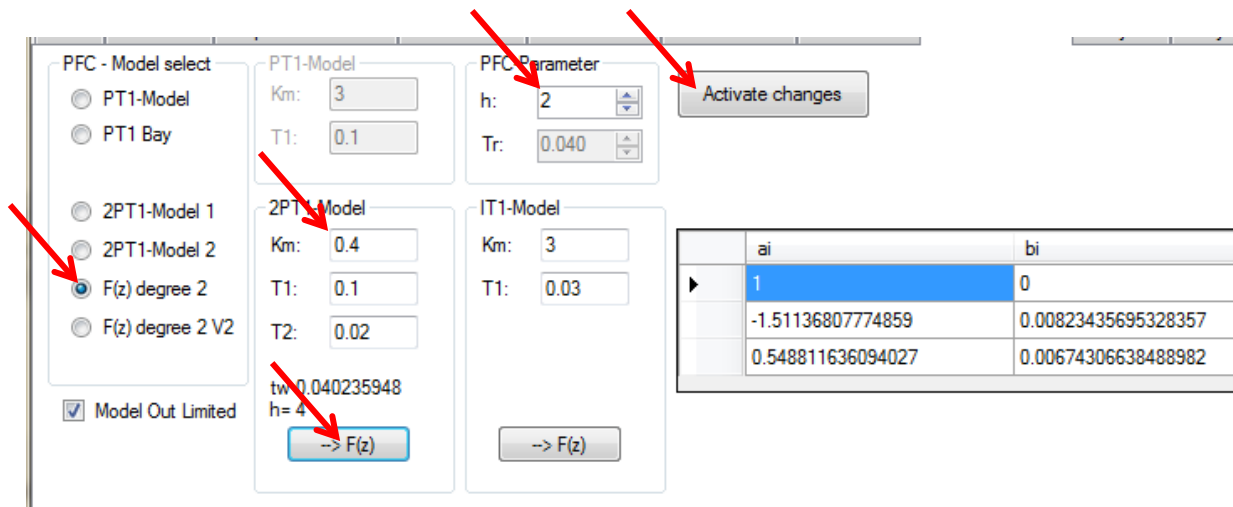 PFC - Model select
PT1-Model
PT1 Bay
2PT1-Model 1
2PT1-Model 2
F(z) degree 2
F(z) degree 2 V2
Model Out Limited
PT1-Model
Km: 3
T1: 0.1
PFC-Parameter
h: 2
Tr: 0.040
Activate changes
2PT1-Model
Km: 0.4
T1: 0.1
T2: 0.02
tw 0.040235948
h= 4
--> F(z)
IT1-Model
Km: 3
T1: 0.03
--> F(z)
ai bi
1 0
-1.51136807774859 0.00823435695328357
0.548811636094027 0.00674306638488982